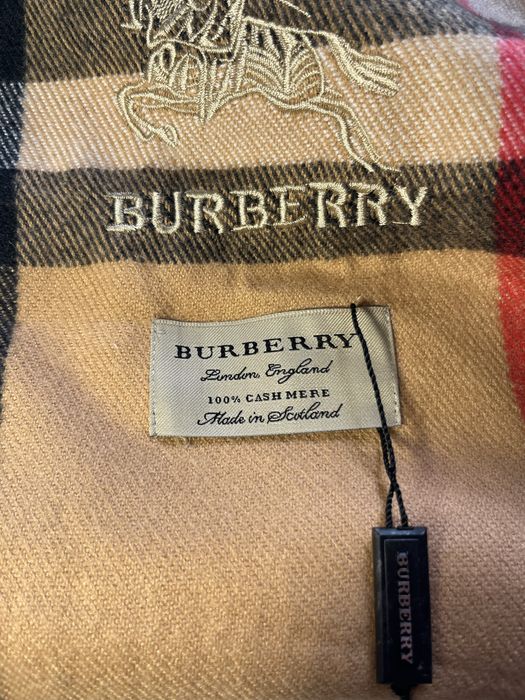 BURBERRY
BURBERRY
London, England
100% CASHMERE
Made in Scotland
BURBERRY